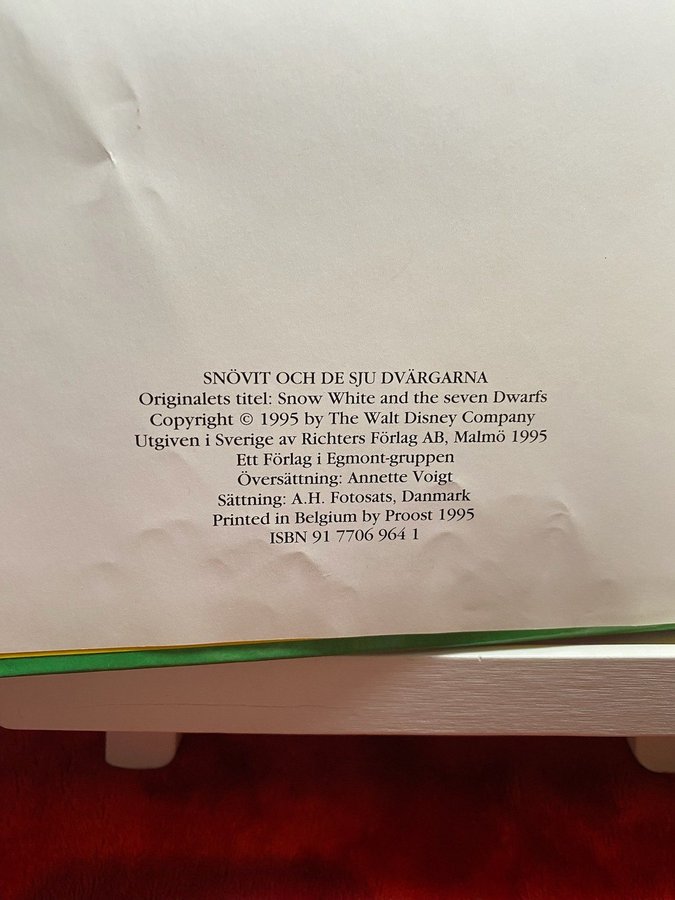 SNÖVIT OCH DE SJU DVÄRGARNA
Originalets titel: Snow White and the seven Dwarfs
Copyright © 1995 by The Walt Disney Company
Utgiven i Sverige av Richters Förlag AB, Malmö 1995
Ett Förlag i Egmont-gruppen
Översättning: Annette Voigt
Sättning: A.H. Fotosats, Danmark
Printed in Belgium by Proost 1995
ISBN 91 7706 964 1